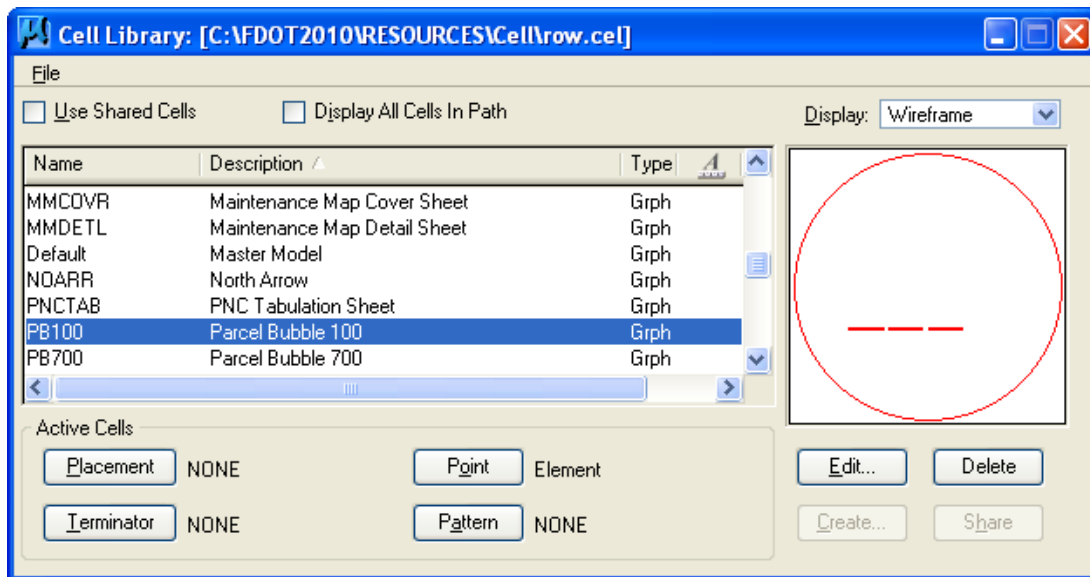 Cell Library: [C:\FDOT2010\RESOURCES\Cell\row.cel]
File
Use Shared Cells Display All Cells In Path Display: Wireframe
Name Description Type A
MMCOVR Maintenance Map Cover Sheet Grph
MMDETL Maintenance Map Detail Sheet Grph
Default Master Model Grph
NOARR North Arrow Grph
PNCTAB PNC Tabulation Sheet Grph
PB100 Parcel Bubble 100 Grph
PB700 Parcel Bubble 700 Grph
Active Cells
Placement NONE Point Element Edit... Delete
Terminator NONE Pattern NONE Create... Share